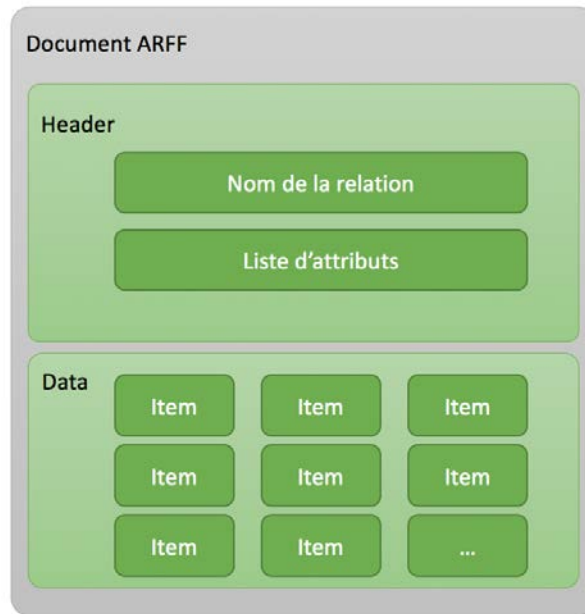 Document ARFF
Header
Nom de la relation
Liste d’attributs
Data
Item Item Item
Item Item Item
Item Item ...